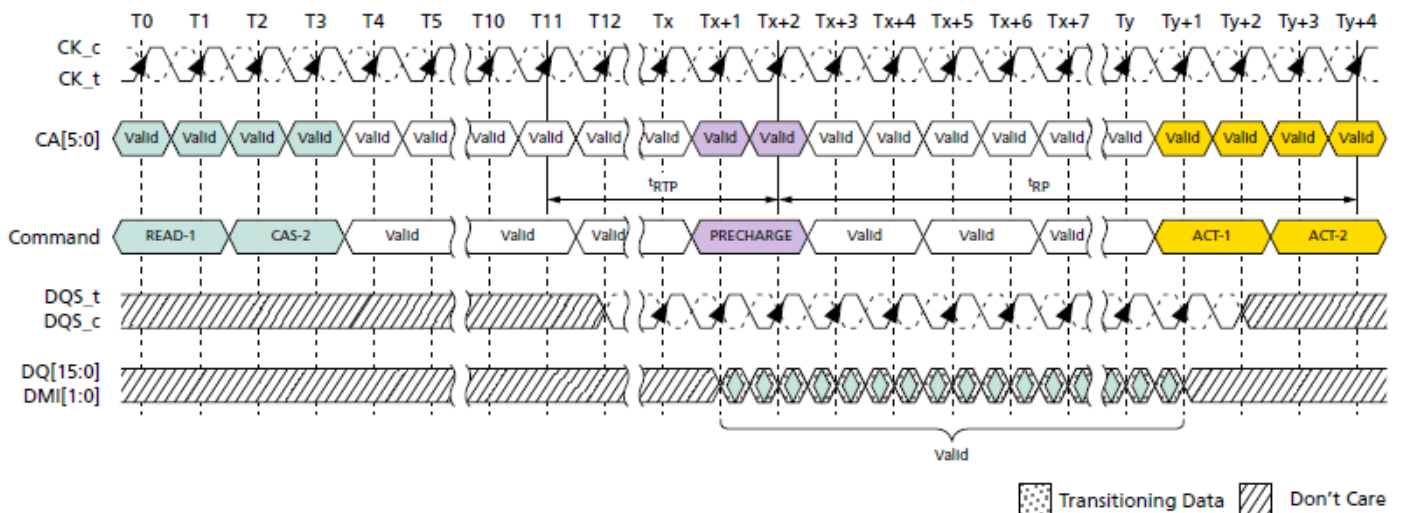 T0 T1 T2 T3 T4 T5 T10 T11 T12 Tx Tx+1 Tx+2 Tx+3 Tx+4 Tx+5 Tx+6 Tx+7 Ty Ty+1 Ty+2 Ty+3 Ty+4
CK_c
CK_t
CA[5:0] Valid Valid Valid Valid Valid Valid Valid Valid Valid Valid Valid Valid Valid Valid Valid Valid Valid Valid Valid Valid Valid Valid
tRTP tRP
Command READ-1 CAS-2 Valid Valid Valid PRECHARGE Valid Valid Valid ACT-1 ACT-2
DQS_t
DQS_c
DQ[15:0]
DMI[1:0]
Valid
Transitioning Data Don't Care